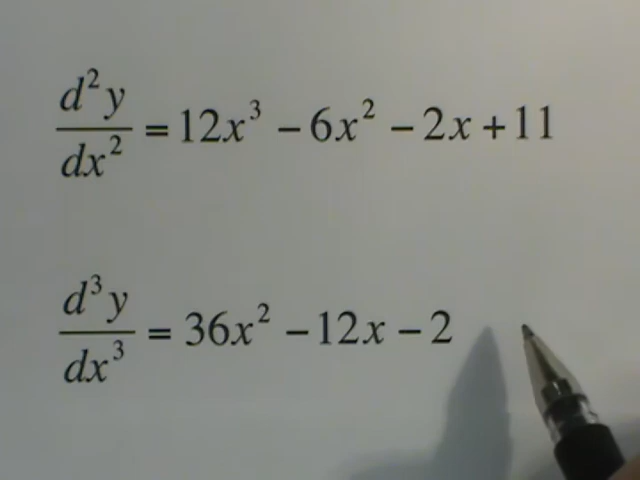 d²y/dx² = 12x³ − 6x² − 2x + 11
d³y/dx³ = 36x² − 12x − 2